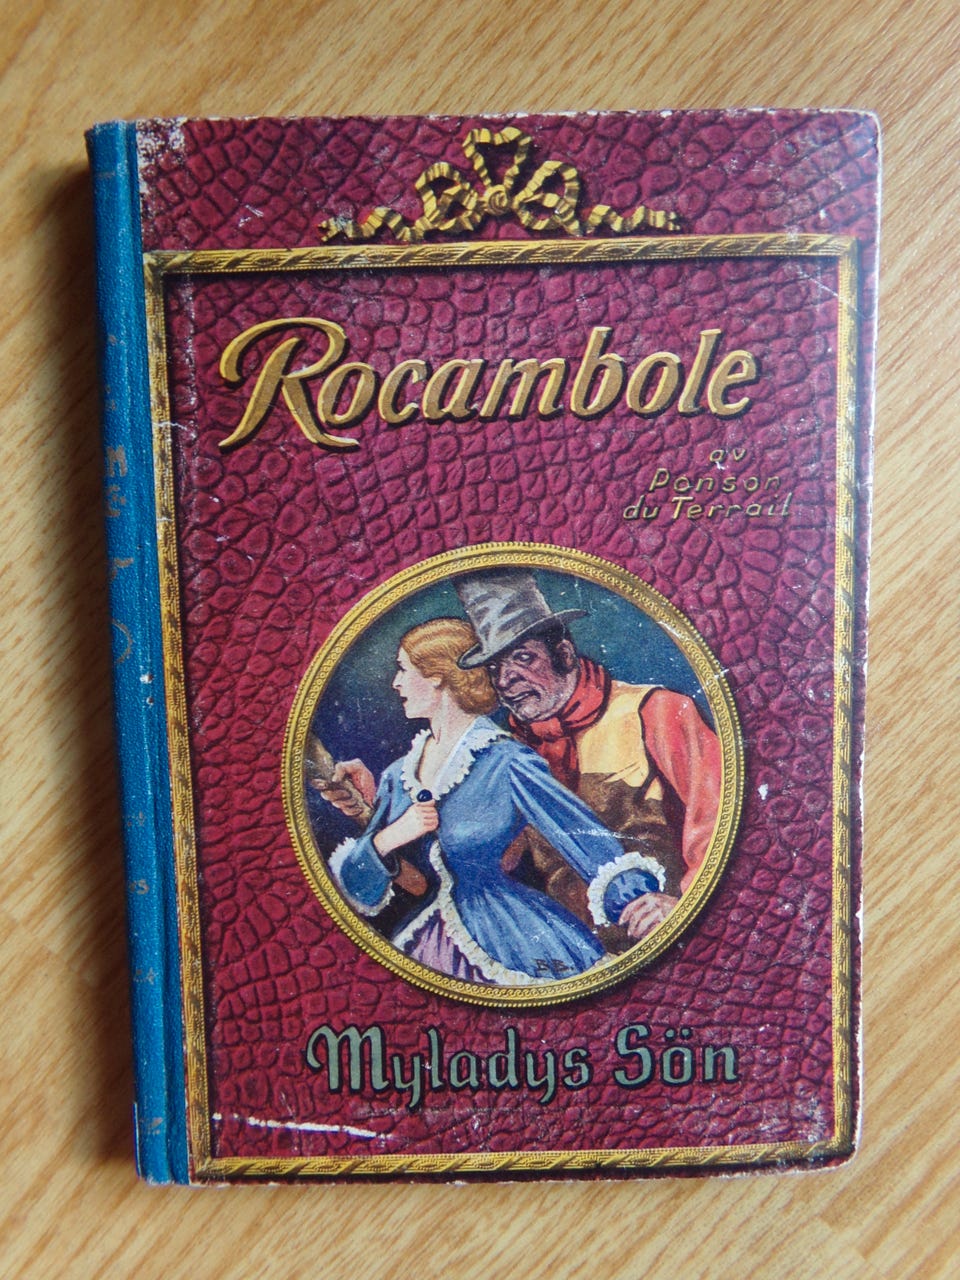 Rocambole
av
Ponson
du Terrail
B.B.
Myladys Sön